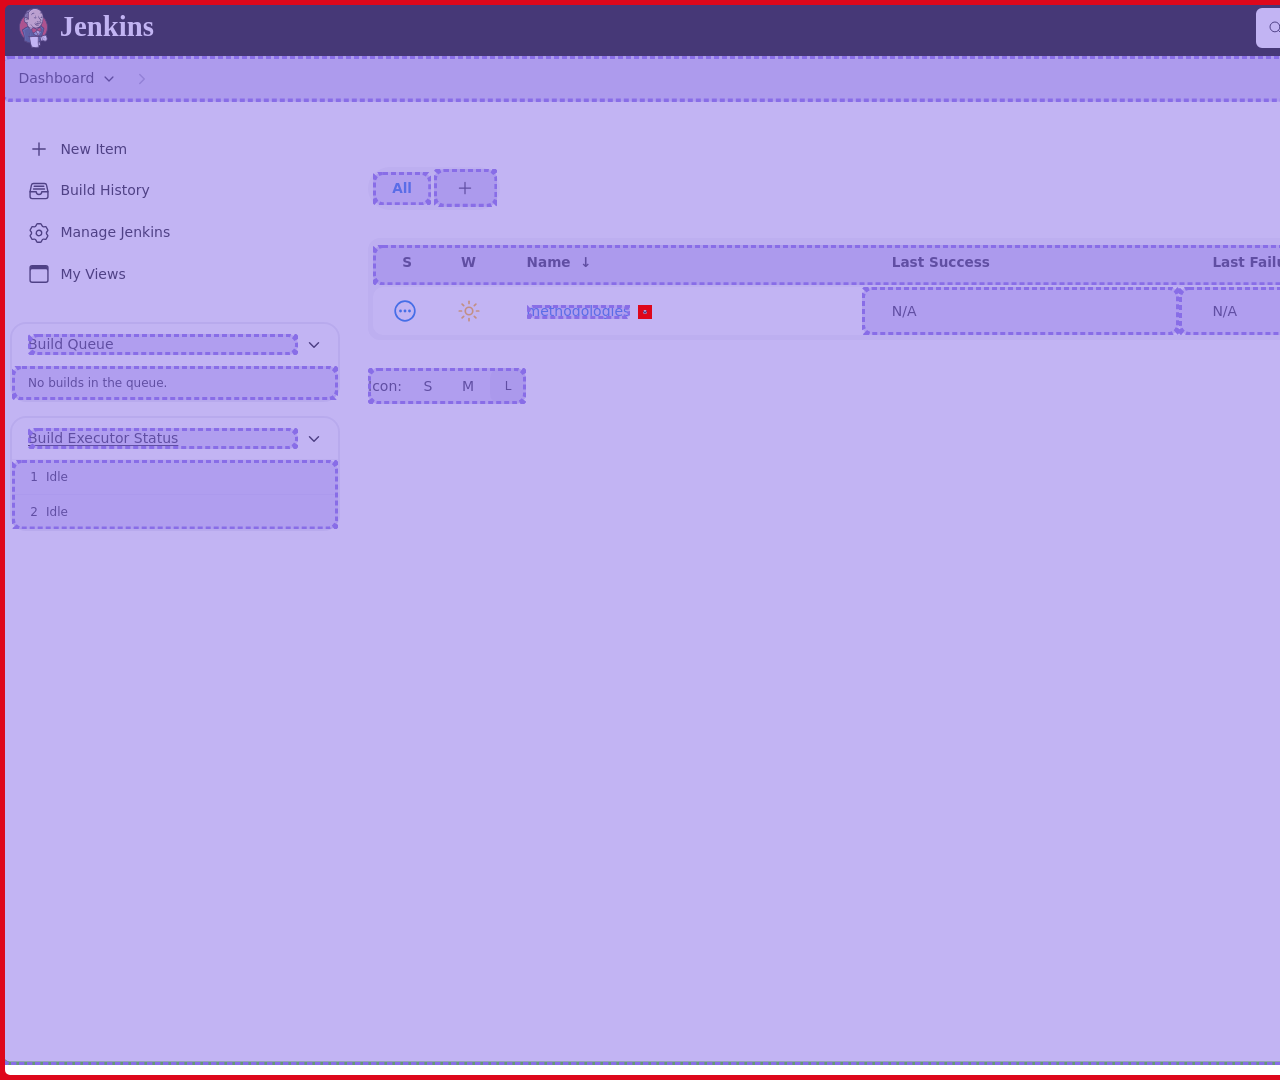 Jenkins
Dashboard
New Item
Build History
Manage Jenkins
My Views
All +
S W Name ↓ Last Success Last Failu
methodologies N/A N/A
Build Queue
No builds in the queue.
Icon: S M L
Build Executor Status
1 Idle
2 Idle